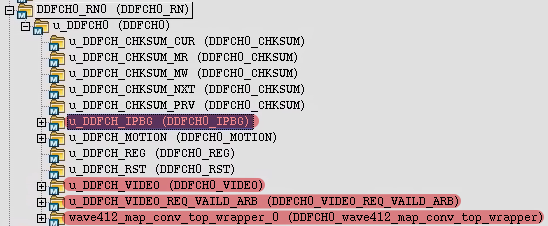 DDFCH0_RN0 (DDFCH0_RN)
u_DDFCH0 (DDFCH0)
u_DDFCH_CHKSUM_CUR (DDFCH0_CHKSUM)
u_DDFCH_CHKSUM_MR (DDFCH0_CHKSUM)
u_DDFCH_CHKSUM_MW (DDFCH0_CHKSUM)
u_DDFCH_CHKSUM_NXT (DDFCH0_CHKSUM)
u_DDFCH_CHKSUM_PRV (DDFCH0_CHKSUM)
u_DDFCH_IPBG (DDFCH0_IPBG)
u_DDFCH_MOTION (DDFCH0_MOTION)
u_DDFCH_REG (DDFCH0_REG)
u_DDFCH_RST (DDFCH0_RST)
u_DDFCH_VIDEO (DDFCH0_VIDEO)
u_DDFCH_VIDEO_REQ_VAILD_ARB (DDFCH0_VIDEO_REQ_VAILD_ARB)
wave412_map_conv_top_wrapper_0 (DDFCH0_wave412_map_conv_top_wrapper)